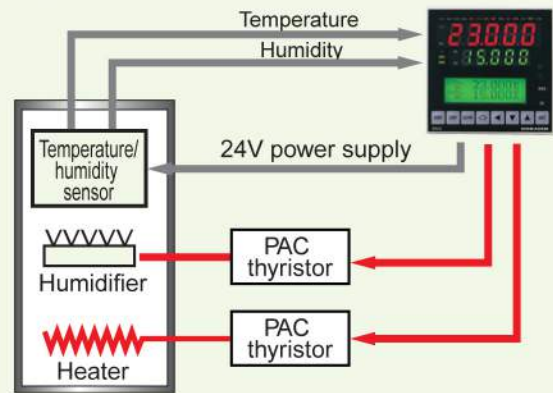 Temperature
Humidity
23.000
15.000
Temperature/
humidity
sensor
24V power supply
Humidifier
PAC
thyristor
Heater
PAC
thyristor